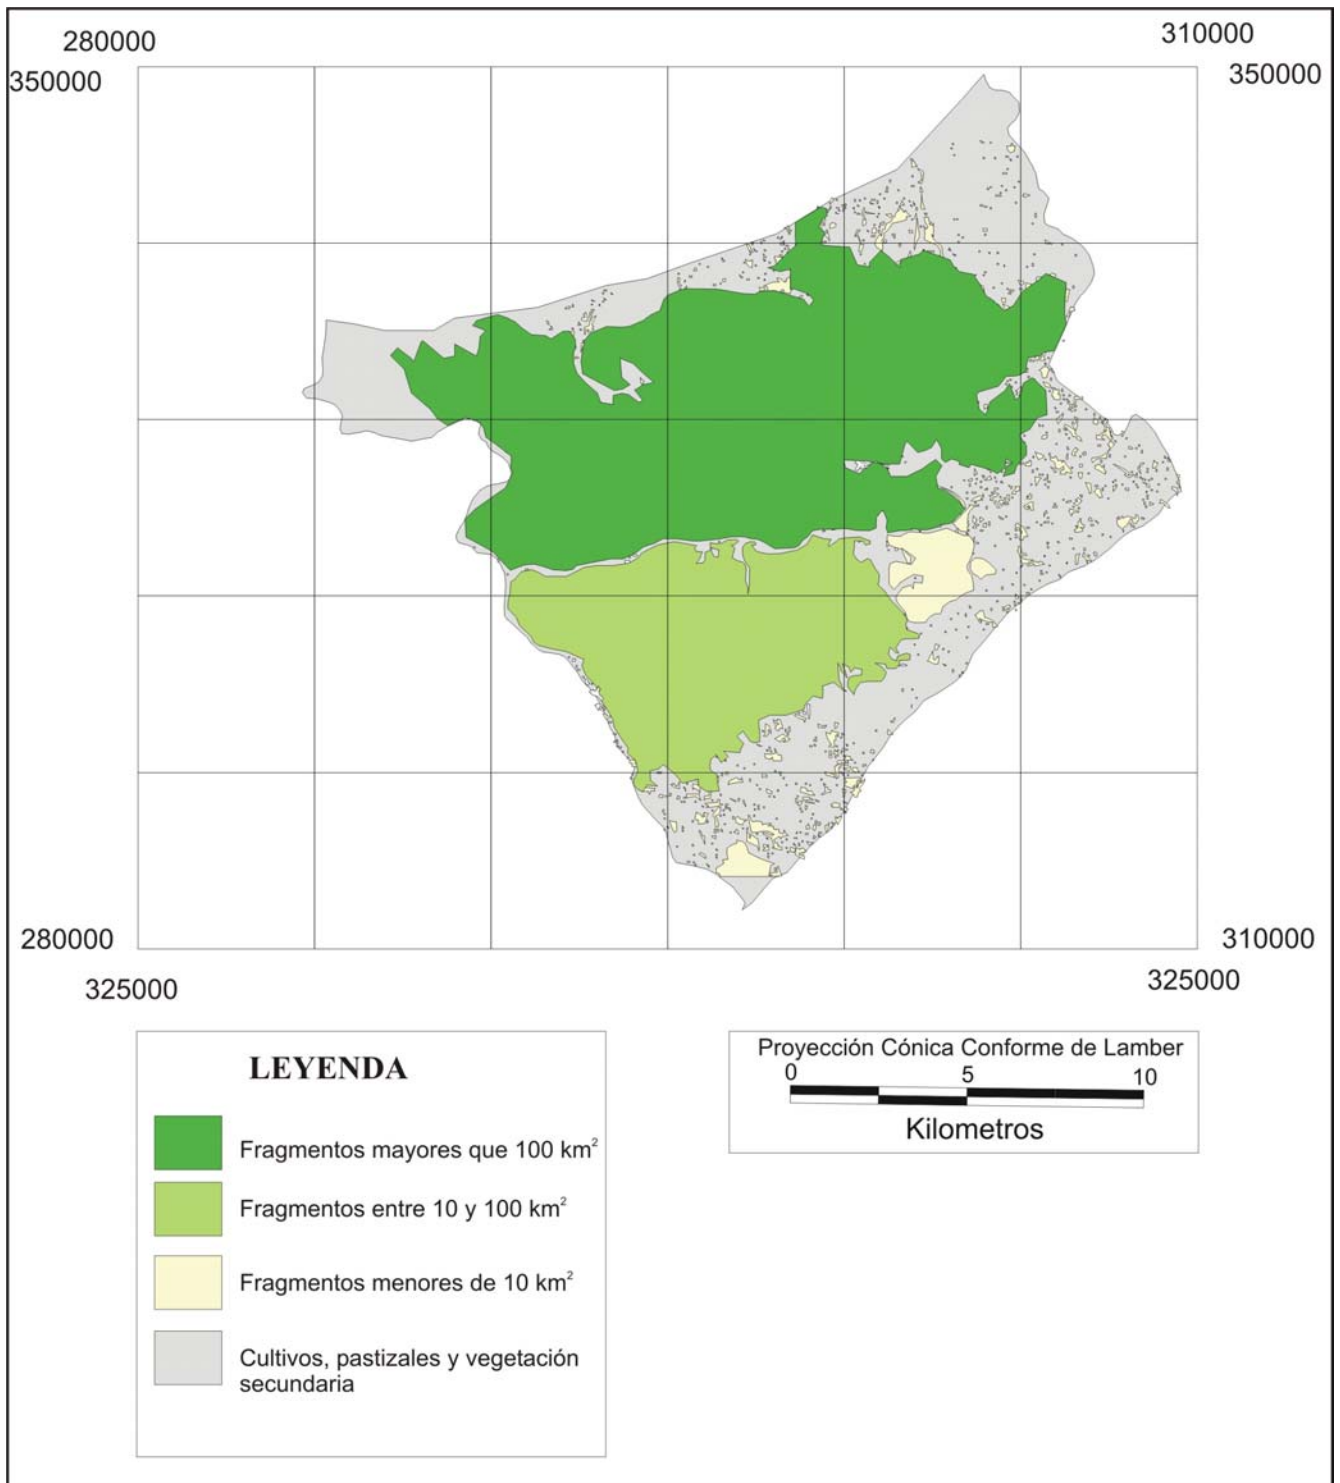 280000
310000
350000
350000
280000
310000
325000
325000
LEYENDA
Fragmentos mayores que 100 km²
Fragmentos entre 10 y 100 km²
Fragmentos menores de 10 km²
Cultivos, pastizales y vegetación
secundaria
Proyección Cónica Conforme de Lamber
0 5 10
Kilometros